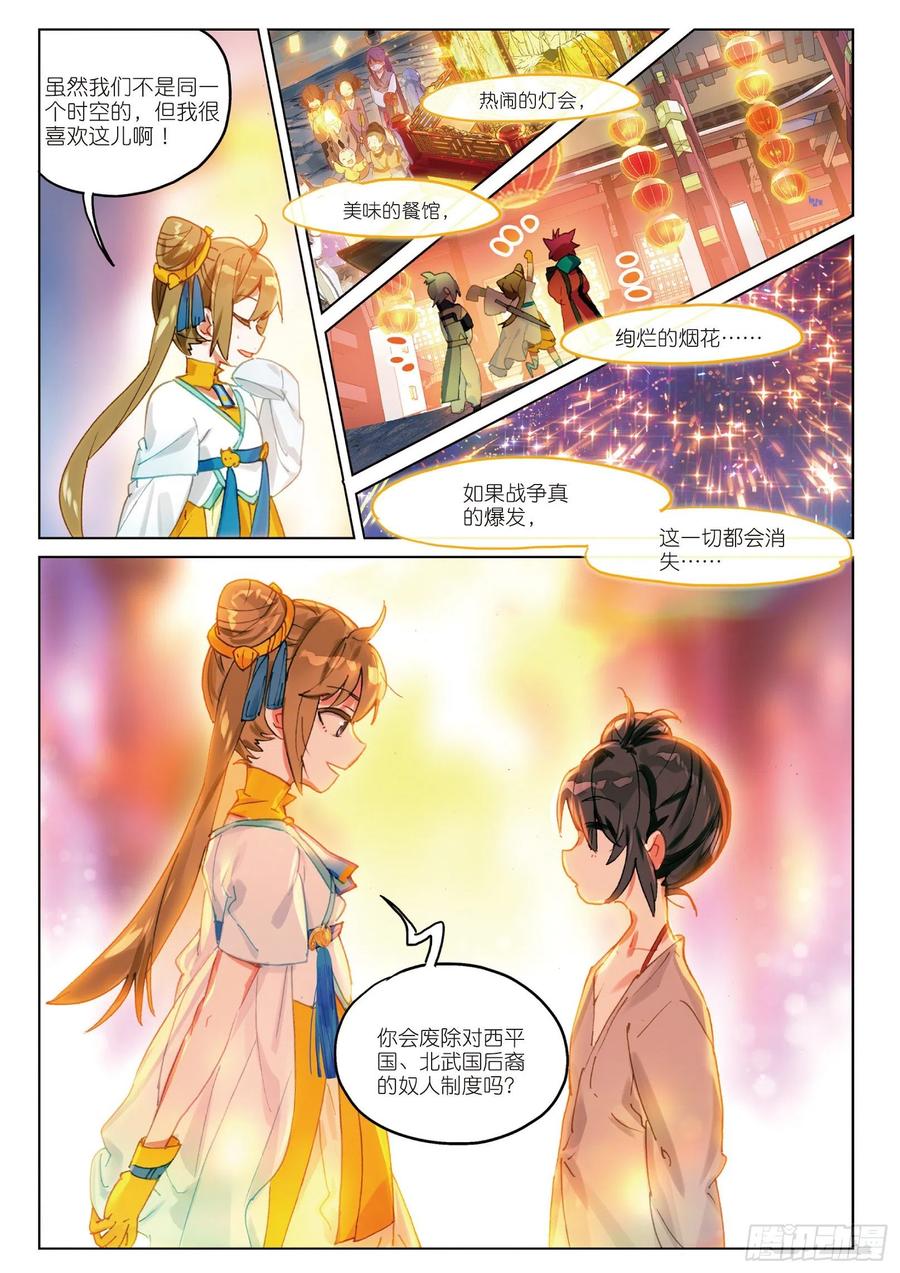 虽然我们不是同一
个时空的，但我很
喜欢这儿啊！
热闹的灯会，
美味的餐馆，
绚烂的烟花……
如果战争真
的爆发，
这一切都会消
失……
你会废除对西平
国、北武国后裔
的奴人制度吗？
腾讯动漫